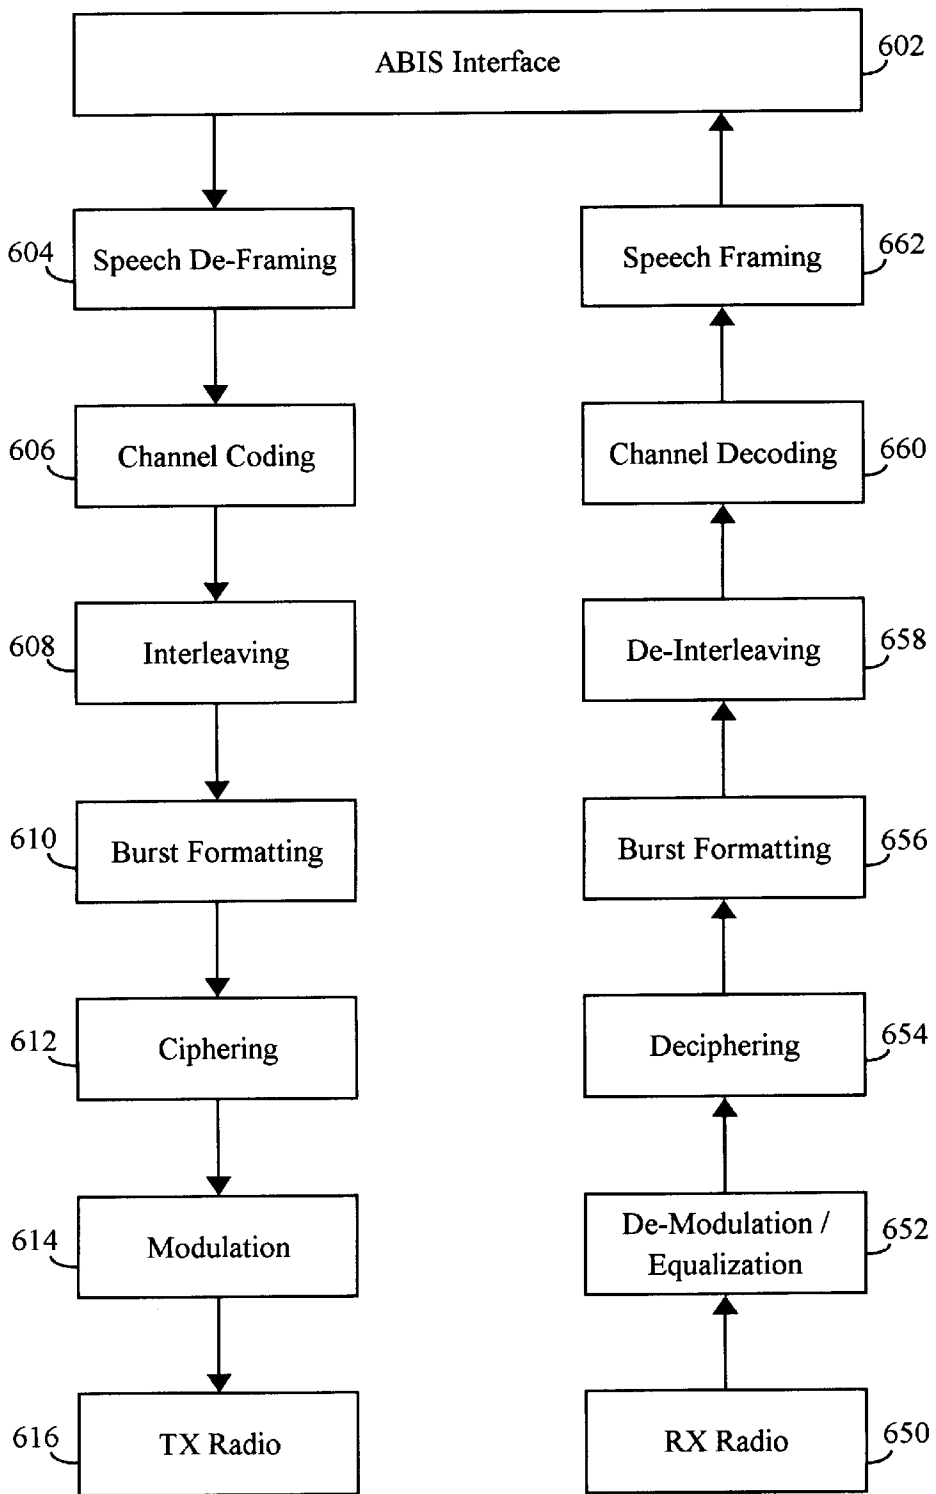 ABIS Interface
602
604
Speech De-Framing
Speech Framing
662
606
Channel Coding
Channel Decoding
660
608
Interleaving
De-Interleaving
658
610
Burst Formatting
Burst Formatting
656
612
Ciphering
Deciphering
654
614
Modulation
De-Modulation /
Equalization
652
616
TX Radio
RX Radio
650